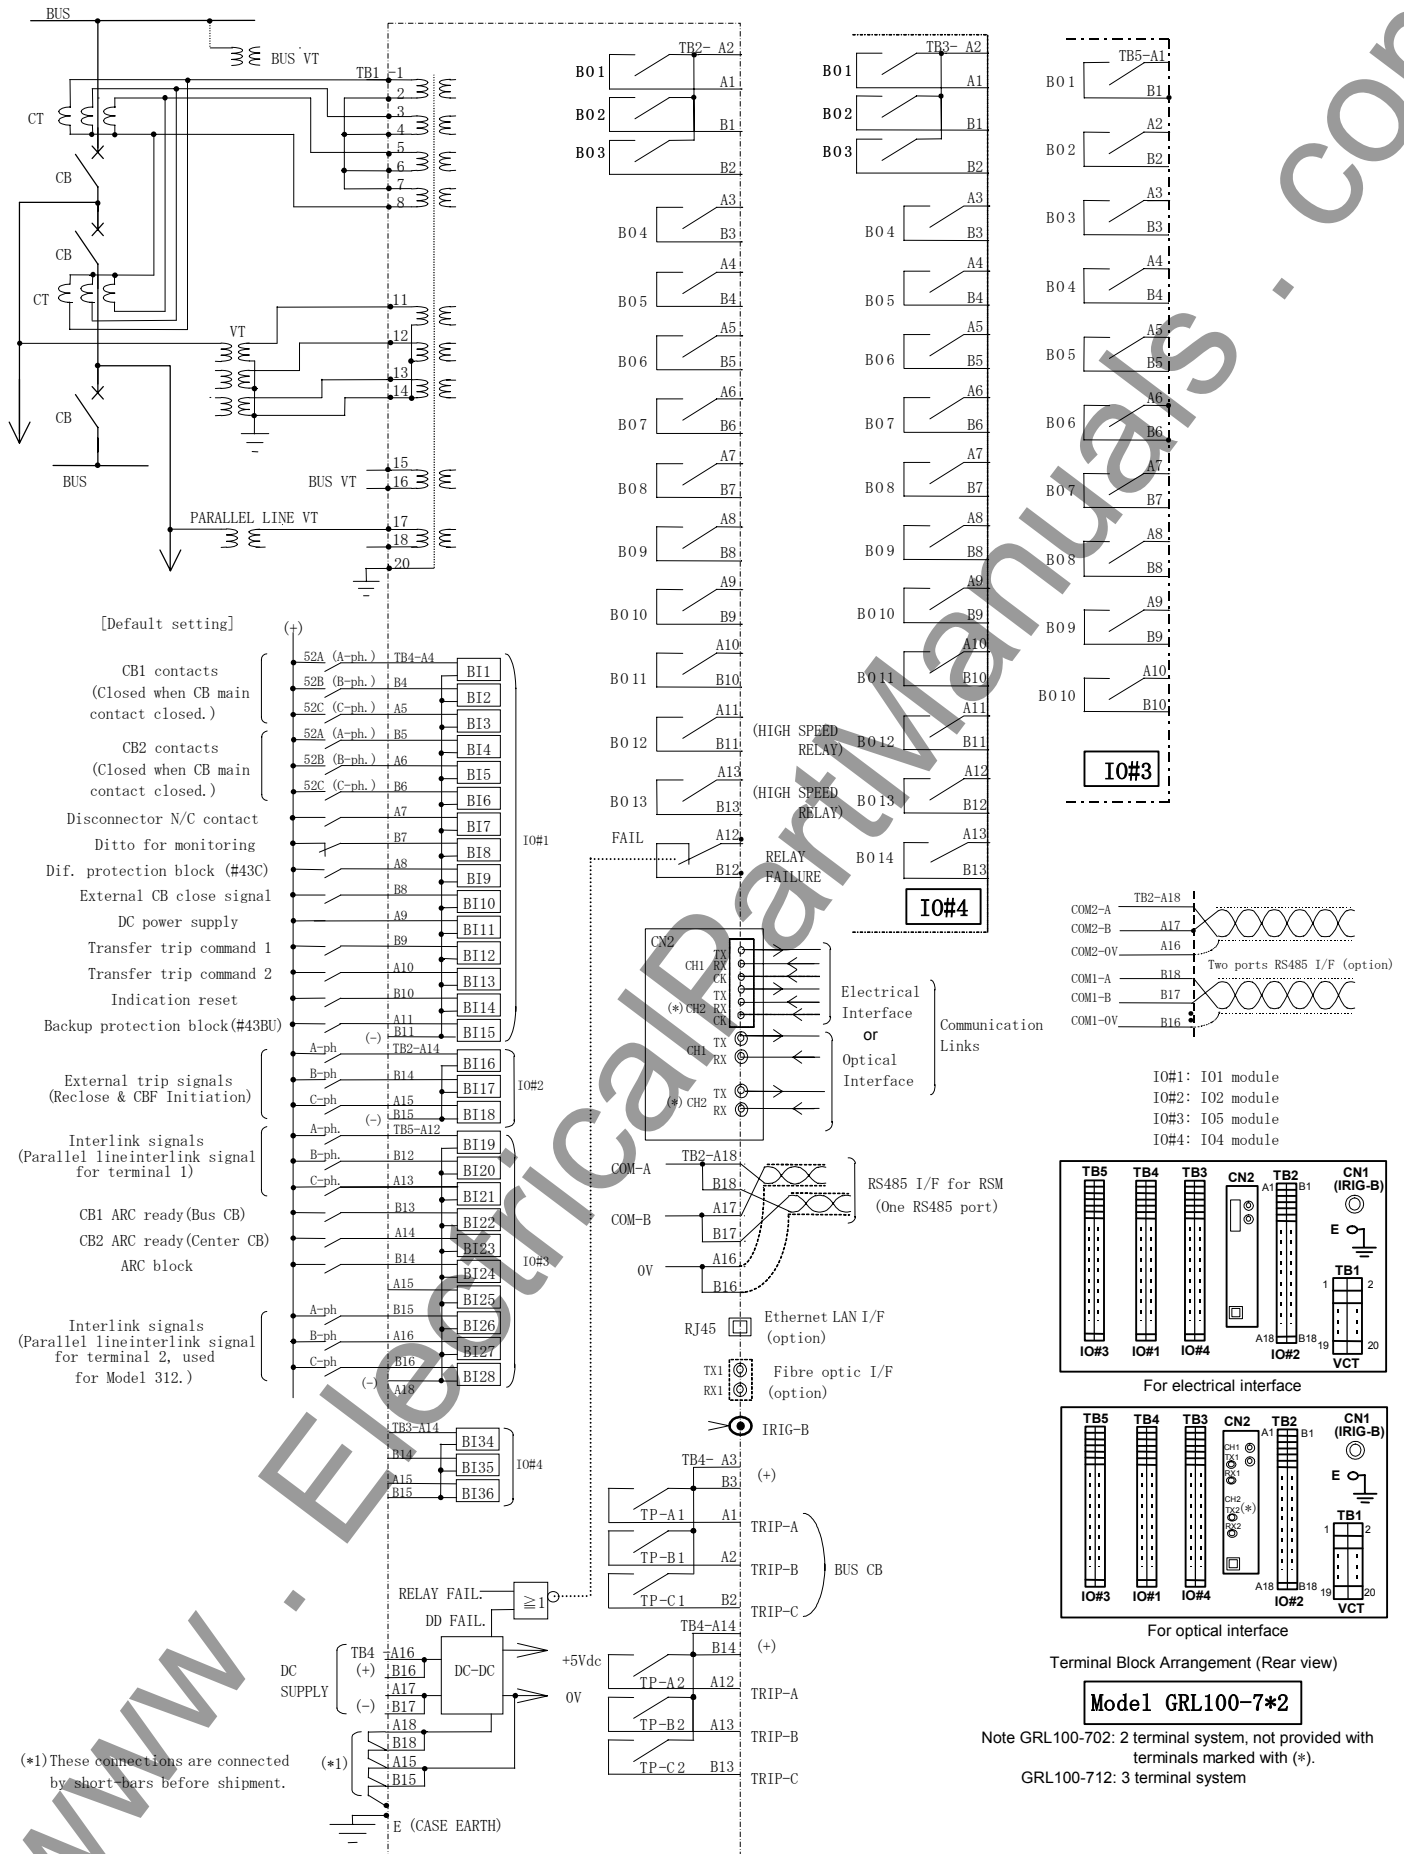 BUS
BUS VT
TB1 -1
2
3
4
5
6
7
8
CT
CB
CB
CT
VT
11
12
13
14
CB
BUS
BUS VT
15
16
PARALLEL LINE VT
17
18
20
TB2- A2
BO1
A1
BO2
B1
BO3
B2
A3
BO4
B3
A4
BO5
B4
A5
BO6
B5
A6
BO7
B6
A7
BO8
B7
A8
BO9
B8
A9
BO10
B9
A10
BO11
B10
A11
BO12
B11
(HIGH SPEED
RELAY)
A13
BO13
B13
(HIGH SPEED
RELAY)
FAIL
A12
B12
RELAY
FAILURE
TB3- A2
BO1
A1
BO2
B1
BO3
B2
A3
BO4
B3
A4
BO5
B4
A5
BO6
B5
A6
BO7
B6
A7
BO8
B7
A8
BO9
B8
A9
BO10
B9
A10
BO11
B10
A11
BO12
B11
A12
BO13
B12
A13
BO14
B13
IO#4
TB5-A1
BO1
B1
A2
BO2
B2
A3
BO3
B3
A4
BO4
B4
A5
BO5
B5
A6
BO6
B6
A7
BO7
B7
A8
BO8
B8
A9
BO9
B9
A10
BO10
B10
IO#3
[Default setting]
(+)
CB1 contacts
(Closed when CB main
contact closed.)
52A (A-ph.) TB4-A4 BI1
52B (B-ph.) B4 BI2
52C (C-ph.) A5 BI3
CB2 contacts
(Closed when CB main
contact closed.)
52A (A-ph.) B5 BI4
52B (B-ph.) A6 BI5
52C (C-ph.) B6 BI6
Disconnector N/C contact A7 BI7
Ditto for monitoring B7 BI8
Dif. protection block (#43C) A8 BI9
External CB close signal B8 BI10
DC power supply A9 BI11
Transfer trip command 1 B9 BI12
Transfer trip command 2 A10 BI13
Indication reset B10 BI14
Backup protection block(#43BU) A11 BI15
(-) B11
IO#1
External trip signals
(Reclose & CBF Initiation)
A-ph TB2-A14 BI16
B-ph B14 BI17
C-ph A15 BI18
(-) B15
IO#2
Interlink signals
(Parallel lineinterlink signal
for terminal 1)
A-ph. TB5-A12 BI19
B-ph. B12 BI20
C-ph. A13 BI21
CB1 ARC ready(Bus CB) B13 BI22
CB2 ARC ready(Center CB) A14 BI23
ARC block B14 BI24
A15 BI25
IO#3
Interlink signals
(Parallel lineinterlink signal
for terminal 2, used
for Model 312.)
A-ph B15 BI26
B-ph A16 BI27
C-ph B16 BI28
(-) A18
TB3-A14 BI34
B14 BI35
A15 BI36
B15
IO#4
CN2
CH1
TX
RX
CK
(*)CH2
TX
RX
CK
CH1
TX
RX
(*)CH2
TX
RX
Electrical
Interface
or
Optical
Interface
Communication
Links
COM-A
TB2-A18
B18
COM-B
A17
B17
0V
A16
B16
RS485 I/F for RSM
(One RS485 port)
RJ45
Ethernet LAN I/F
(option)
TX1
RX1
Fibre optic I/F
(option)
IRIG-B
TB4- A3
B3
(+)
TP-A1 A1 TRIP-A
TP-B1 A2 TRIP-B
TP-C1 B2 TRIP-C
BUS CB
TB4-A14
B14
(+)
TP-A2 A12 TRIP-A
TP-B2 A13 TRIP-B
TP-C2 B13 TRIP-C
RELAY FAIL.
DD FAIL.
≧1
DC
SUPPLY
TB4 -A16
(+) B16
A17
(-) B17
DC-DC
+5Vdc
0V
A18
B18
A15
B15
(*1)
(*1)These connections are connected
by short-bars before shipment.
E (CASE EARTH)
COM2-A TB2-A18
COM2-B A17
COM2-0V A16
Two ports RS485 I/F (option)
COM1-A B18
COM1-B B17
COM1-0V B16
IO#1: IO1 module
IO#2: IO2 module
IO#3: IO5 module
IO#4: IO4 module
TB5 TB4 TB3 CN2 TB2 CN1
(IRIG-B)
A1 B1
E
TB1
1 2
A18 B18 19 20
IO#3 IO#1 IO#4 IO#2 VCT
For electrical interface
TB5 TB4 TB3 CN2 TB2 CN1
(IRIG-B)
A1 B1
CH1
TX1
RX1
CH2
TX2(*)
RX2
E
TB1
1 2
A18 B18 19 20
IO#3 IO#1 IO#4 IO#2 VCT
For optical interface
Terminal Block Arrangement (Rear view)
Model GRL100-7*2
Note GRL100-702: 2 terminal system, not provided with
terminals marked with (*).
GRL100-712: 3 terminal system
www . ElectricalPartManuals . com